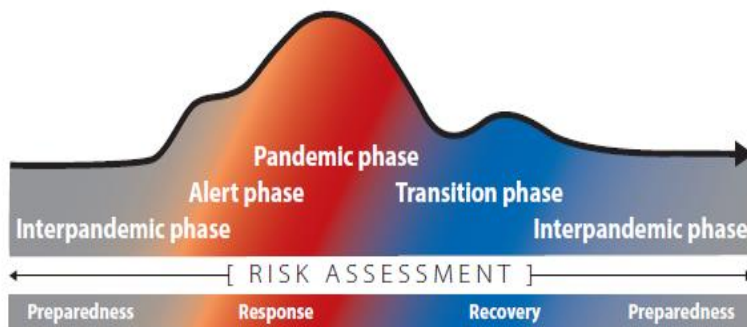 Pandemic phase
Alert phase
Transition phase
Interpandemic phase
Interpandemic phase
[ RISK ASSESSMENT ]
Preparedness
Response
Recovery
Preparedness